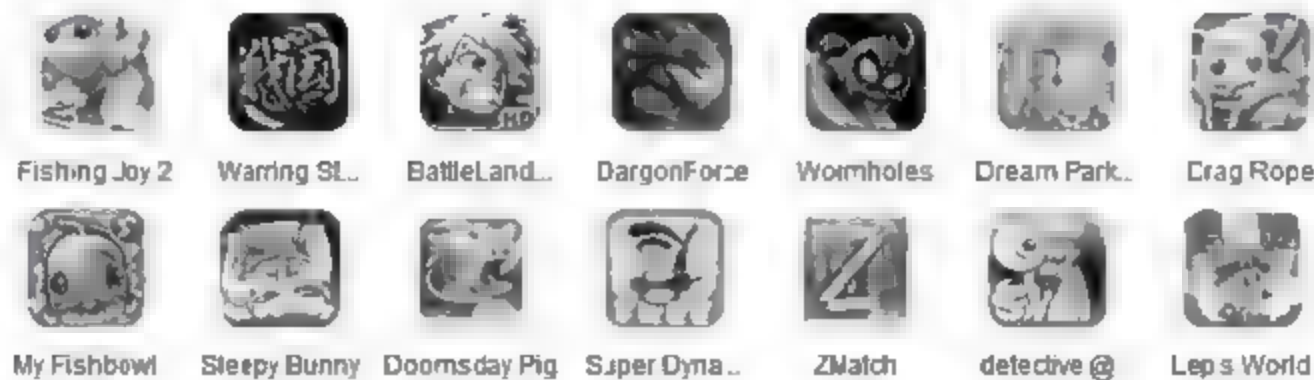 Fishing Joy 2 Warring St... BattleLand... DargonForce Wormholes Dream Park... Drag Rope
My Fishbowl Sleepy Bunny Doomsday Pig Super Dyna... ZMatch detective @ Lep's World